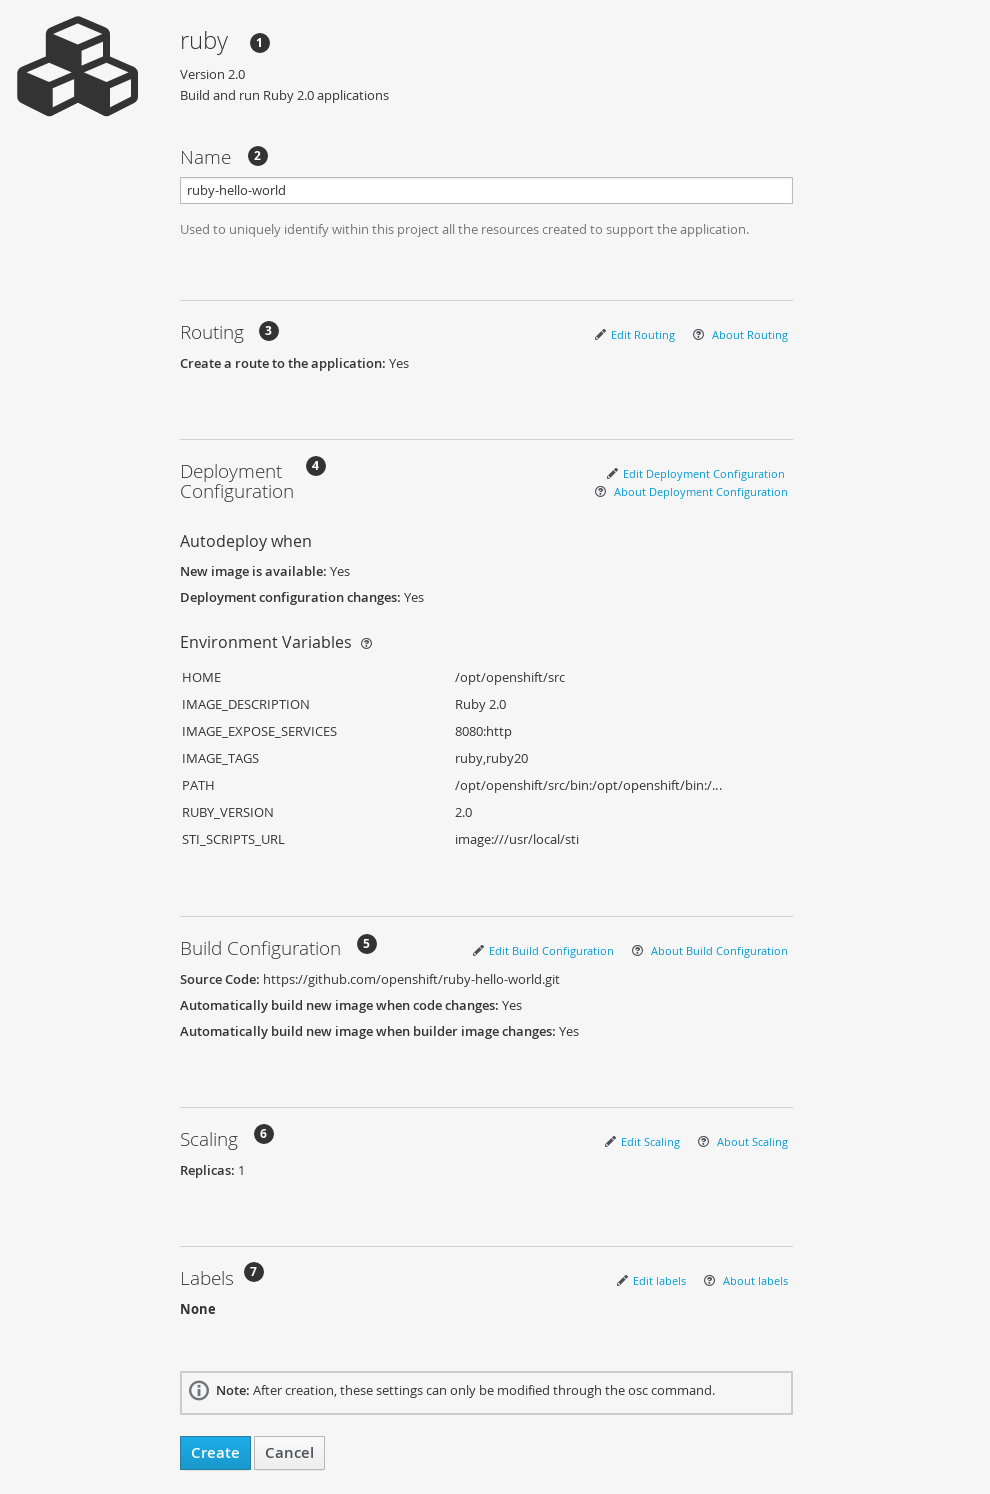 ruby 1
Version 2.0
Build and run Ruby 2.0 applications
Name 2
ruby-hello-world
Used to uniquely identify within this project all the resources created to support the application.
Routing 3 Edit Routing About Routing
Create a route to the application: Yes
Deployment 4 Edit Deployment Configuration
Configuration About Deployment Configuration
Autodeploy when
New image is available: Yes
Deployment configuration changes: Yes
Environment Variables
HOME /opt/openshift/src
IMAGE_DESCRIPTION Ruby 2.0
IMAGE_EXPOSE_SERVICES 8080:http
IMAGE_TAGS ruby,ruby20
PATH /opt/openshift/src/bin:/opt/openshift/bin:/...
RUBY_VERSION 2.0
STI_SCRIPTS_URL image:///usr/local/sti
Build Configuration 5 Edit Build Configuration About Build Configuration
Source Code: https://github.com/openshift/ruby-hello-world.git
Automatically build new image when code changes: Yes
Automatically build new image when builder image changes: Yes
Scaling 6 Edit Scaling About Scaling
Replicas: 1
Labels 7 Edit labels About labels
None
Note: After creation, these settings can only be modified through the osc command.
Create Cancel